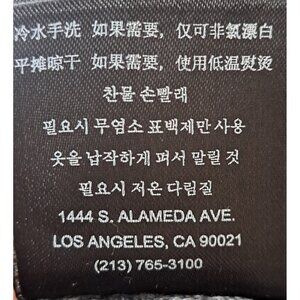 冷水手洗 如果需要，仅可非氯漂白
平摊晾干 如果需要，使用低温熨烫
찬물 손빨래
필요시 무염소 표백제만 사용
옷을 납작하게 펴서 말릴 것
필요시 저온 다림질
1444 S. ALAMEDA AVE.
LOS ANGELES, CA 90021
(213) 765-3100